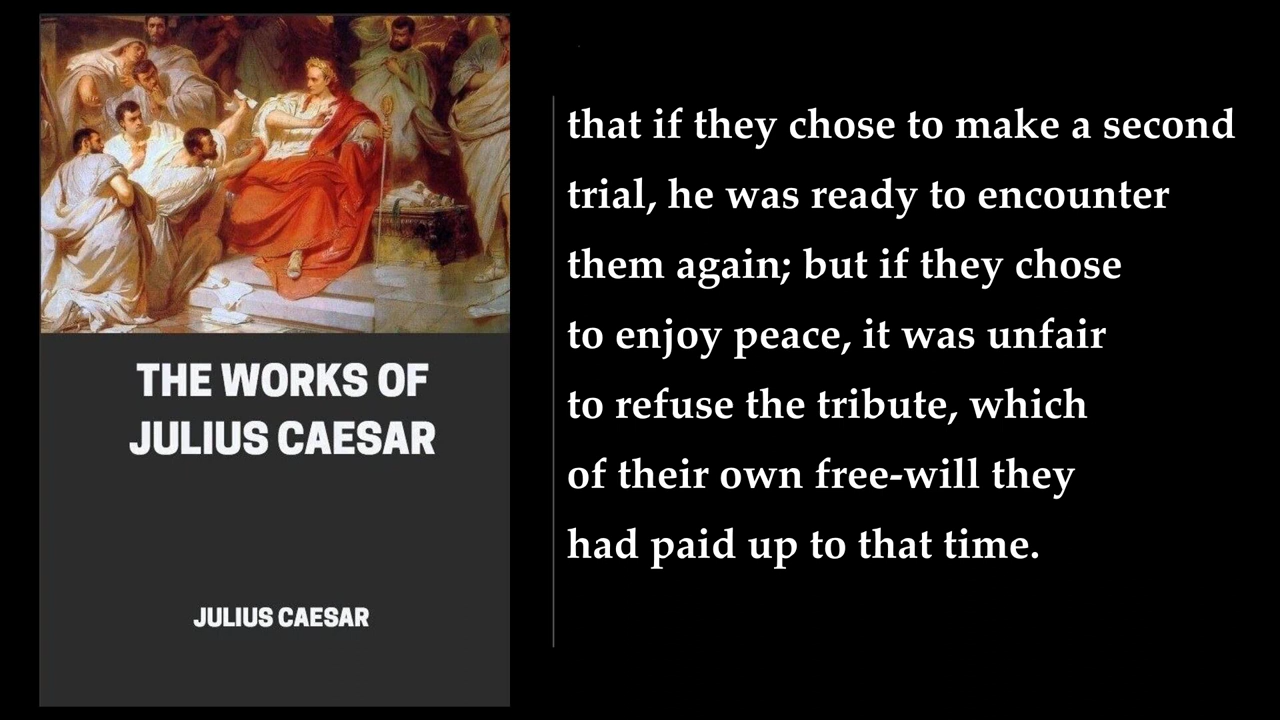 THE WORKS OF
JULIUS CAESAR
JULIUS CAESAR
that if they chose to make a second
trial, he was ready to encounter
them again; but if they chose
to enjoy peace, it was unfair
to refuse the tribute, which
of their own free-will they
had paid up to that time.